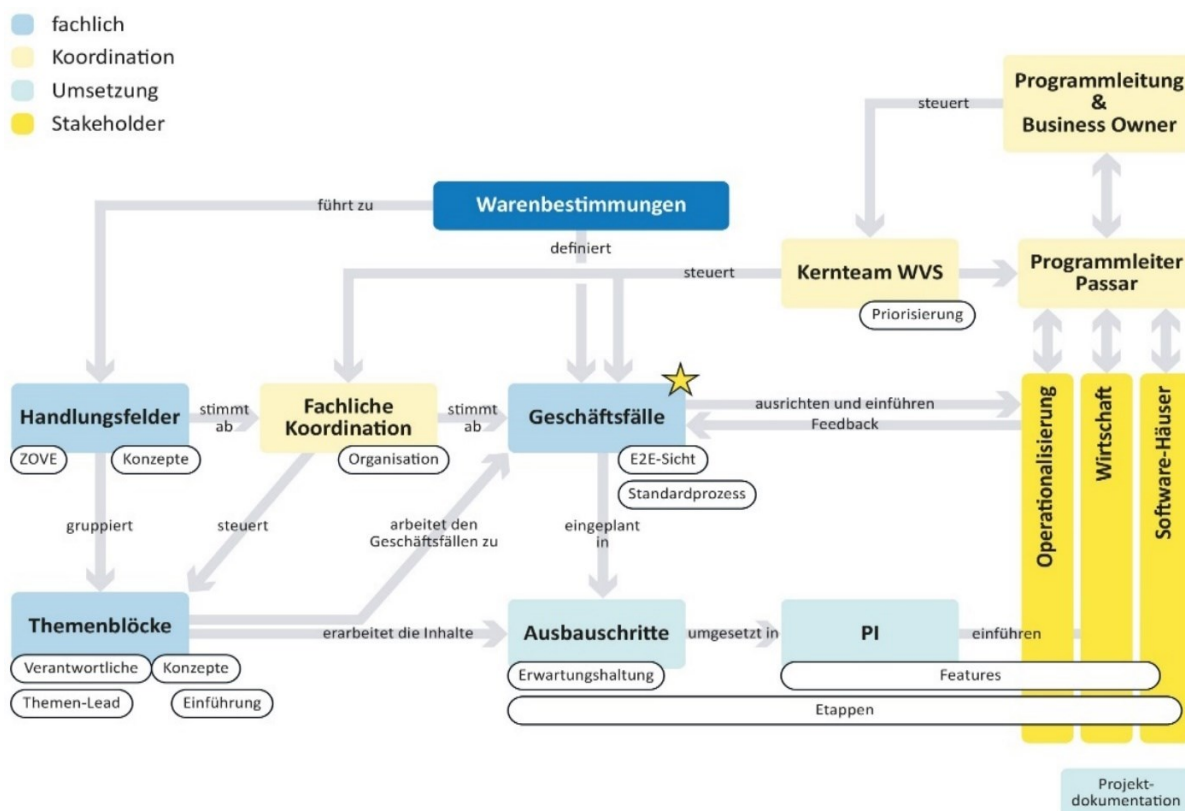 fachlich
Koordination
Umsetzung
Stakeholder
Programmleitung
&
Business Owner
steuert
führt zu
Warenbestimmungen
definiert
steuert
Kernteam WVS
Priorisierung
Programmleiter
Passar
Handlungsfelder
ZOVE
Konzepte
stimmt
ab
Fachliche
Koordination
Organisation
stimmt
ab
Geschäftsfälle
E2E-Sicht
Standardprozess
ausrichten und einführen
Feedback
Operationalisierung
Wirtschaft
Software-Häuser
gruppiert
steuert
arbeitet den
Geschäftsfällen zu
eingeplant
in
Themenblöcke
Verantwortliche
Konzepte
Themen-Lead
Einführung
erarbeitet die Inhalte
Ausbauschritte
Erwartungshaltung
umgesetzt in
PI
einführen
Features
Etappen
Projekt-
dokumentation